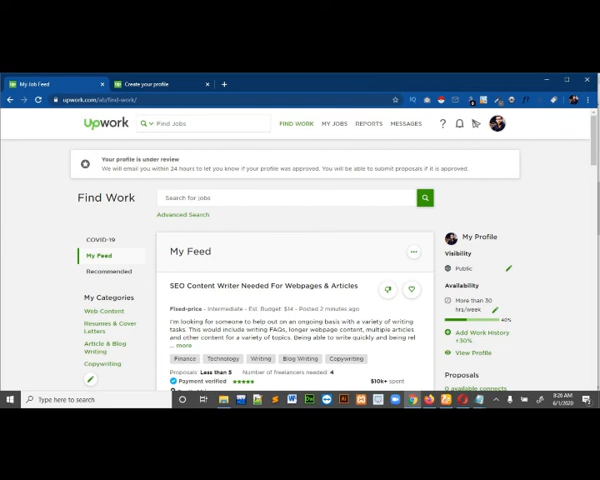 My Job Feed
Create your profile
upwork.com/ab/find-work/
Upwork
Find Jobs
FIND WORK
MY JOBS
REPORTS
MESSAGES
Your profile is under review
We will email you within 24 hours to let you know if your profile was approved. You will be able to submit proposals if it is approved.
Find Work
Search for jobs
Advanced Search
COVID-19
My Feed
Recommended
My Categories
Web Content
Resumes & Cover
Letters
Article & Blog
Writing
Copywriting
My Feed
SEO Content Writer Needed For Webpages & Articles
Fixed-price - Intermediate - Est. Budget: $14 - Posted 2 minutes ago
I'm looking for someone to help out on an ongoing basis with a variety of writing
tasks. This would include writing FAQs, longer webpage content, multiple articles
and other content for a variety of topics. Being able to write quickly and being rel
... more
Finance
Technology
Writing
Blog Writing
Copywriting
Proposals: Less than 5
Number of freelancers needed: 4
Payment verified
$10k+ spent
My Profile
Visibility
Public
Availability
More than 30
hrs/week
40%
Add Work History
+30%
View Profile
Proposals
0 available connects
Type here to search
8:26 AM
6/1/2020